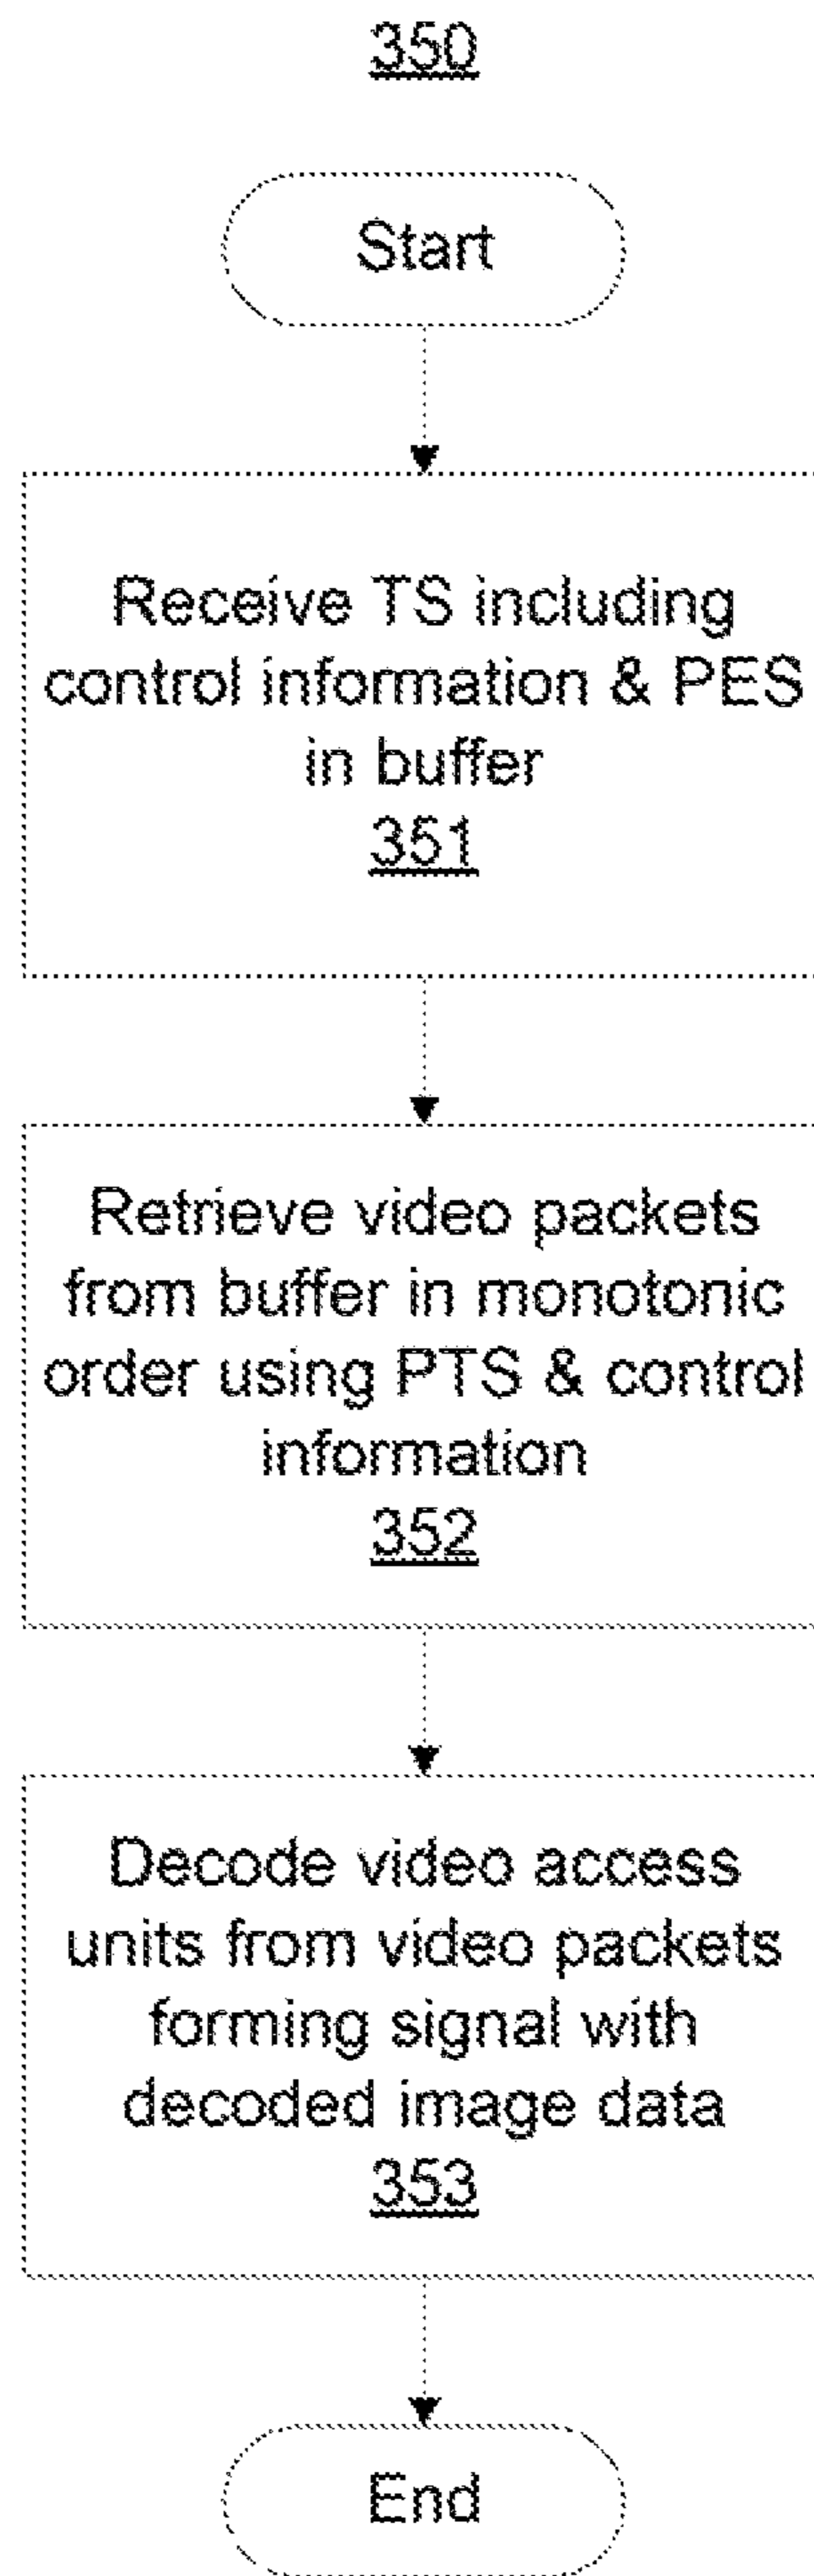 350
Start
Receive TS including
control information & PES
in buffer
351
Retrieve video packets
from buffer in monotonic
order using PTS & control
information
352
Decode video access
units from video packets
forming signal with
decoded image data
353
End